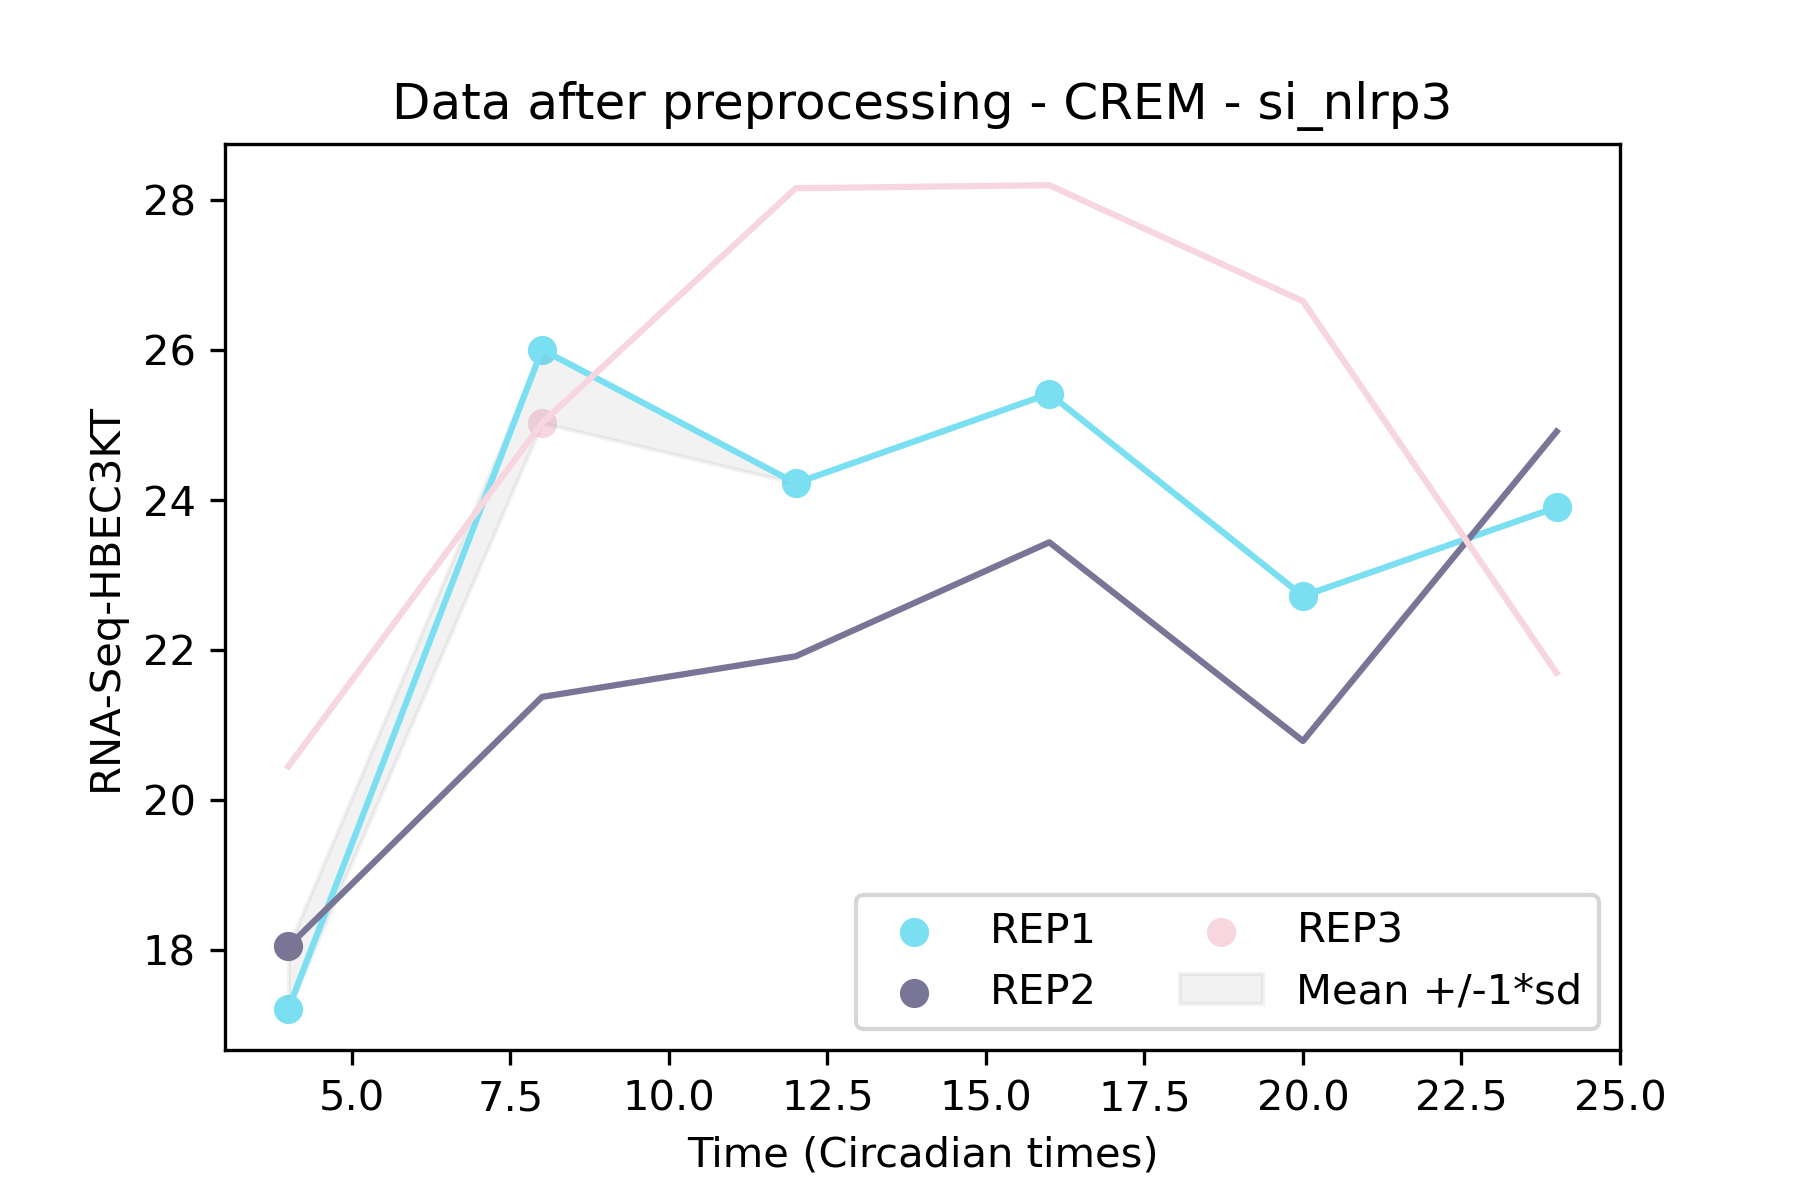 Data after preprocessing - CREM - si_nlrp3
RNA-Seq-HBEC3KT
28
26
24
22
20
18
REP1
REP2
REP3
Mean +/-1*sd
5.0 7.5 10.0 12.5 15.0 17.5 20.0 22.5 25.0
Time (Circadian times)